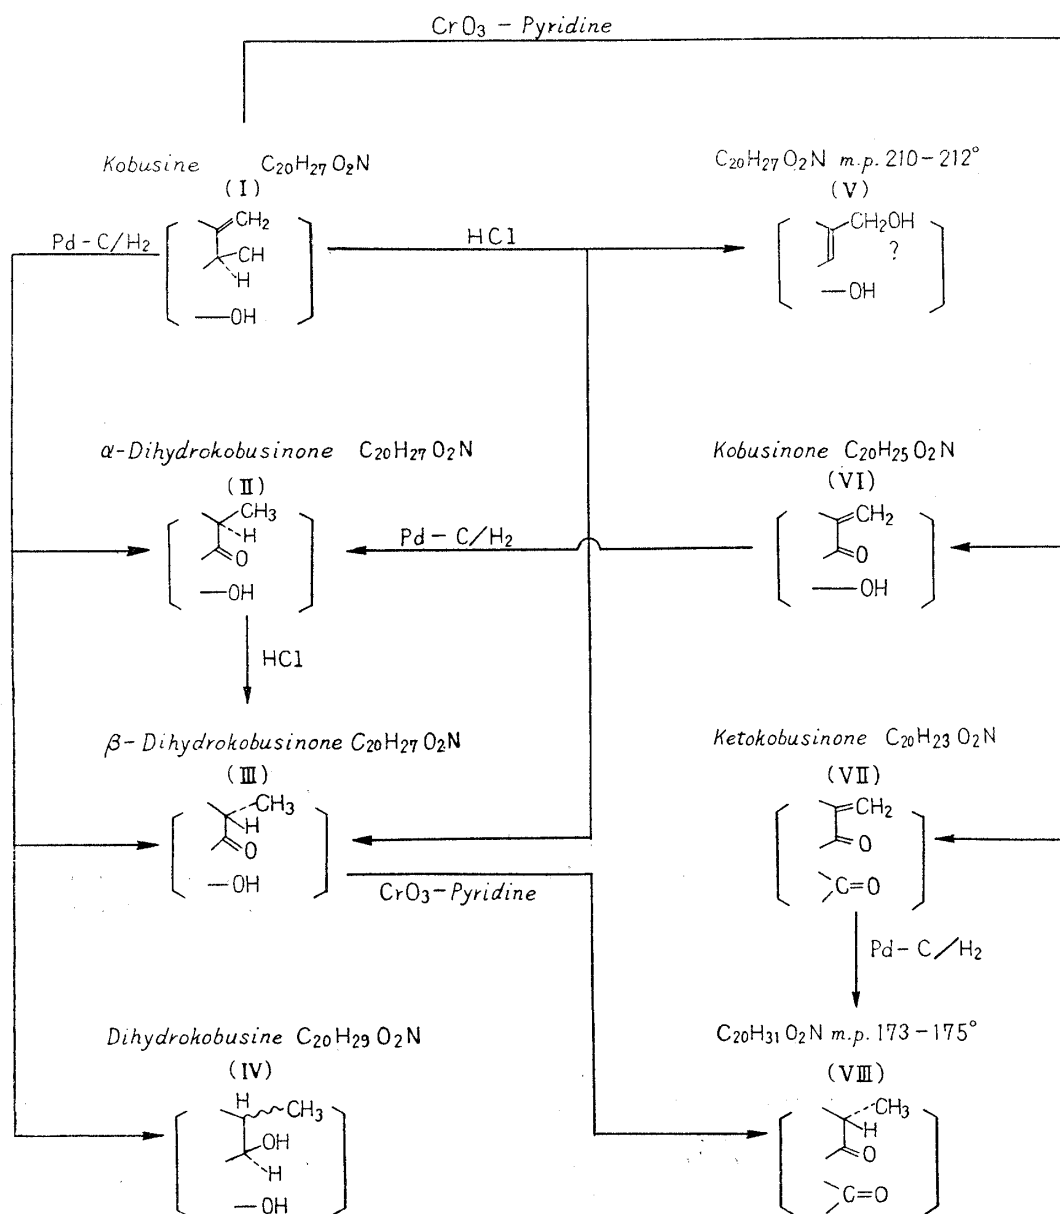 CrO3 – Pyridine
Kobusine C20H27O2N
(I)
CH2
CH
H
—OH
Pd – C/H2
HCl
C20H27O2N m.p. 210–212°
(V)
CH2OH
?
—OH
α-Dihydrokobusinone C20H27O2N
(II)
CH3
H
O
—OH
Pd – C/H2
Kobusinone C20H25O2N
(VI)
CH2
O
—OH
HCl
β-Dihydrokobusinone C20H27O2N
(III)
CH3
H
O
—OH
CrO3–Pyridine
Ketokobusinone C20H23O2N
(VII)
CH2
O
C=O
Pd – C/H2
Dihydrokobusine C20H29O2N
(IV)
H
CH3
OH
H
—OH
C20H31O2N m.p. 173–175°
(VIII)
CH3
H
O
C=O